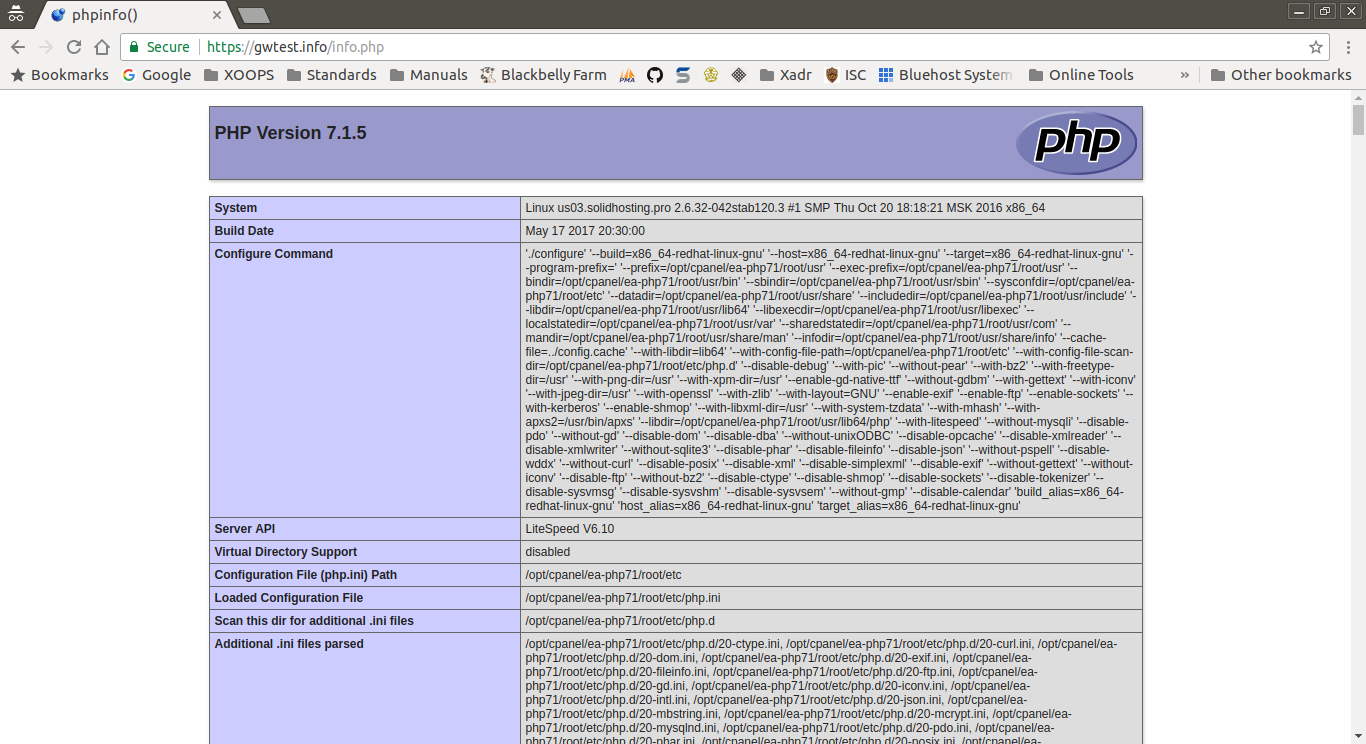 phpinfo()
Secure https://gwtest.info/info.php
Bookmarks Google XOOPS Standards Manuals Blackbelly Farm PMA Xadr ISC Bluehost System Online Tools » Other bookmarks
PHP Version 7.1.5
php
System Linux us03.solidhosting.pro 2.6.32-042stab120.3 #1 SMP Thu Oct 20 18:18:21 MSK 2016 x86_64
Build Date May 17 2017 20:30:00
Configure Command './configure' '--build=x86_64-redhat-linux-gnu' '--host=x86_64-redhat-linux-gnu' '--target=x86_64-redhat-linux-gnu' '-
-program-prefix=' '--prefix=/opt/cpanel/ea-php71/root/usr' '--exec-prefix=/opt/cpanel/ea-php71/root/usr' '--
bindir=/opt/cpanel/ea-php71/root/usr/bin' '--sbindir=/opt/cpanel/ea-php71/root/usr/sbin' '--sysconfdir=/opt/cpanel/ea-
php71/root/etc' '--datadir=/opt/cpanel/ea-php71/root/usr/share' '--includedir=/opt/cpanel/ea-php71/root/usr/include' '-
-libdir=/opt/cpanel/ea-php71/root/usr/lib64' '--libexecdir=/opt/cpanel/ea-php71/root/usr/libexec' '--
localstatedir=/opt/cpanel/ea-php71/root/usr/var' '--sharedstatedir=/opt/cpanel/ea-php71/root/usr/com' '--
mandir=/opt/cpanel/ea-php71/root/usr/share/man' '--infodir=/opt/cpanel/ea-php71/root/usr/share/info' '--cache-
file=../config.cache' '--with-libdir=lib64' '--with-config-file-path=/opt/cpanel/ea-php71/root/etc' '--with-config-file-scan-
dir=/opt/cpanel/ea-php71/root/etc/php.d' '--disable-debug' '--with-pic' '--without-pear' '--with-bz2' '--with-freetype-
dir=/usr' '--with-png-dir=/usr' '--with-xpm-dir=/usr' '--enable-gd-native-ttf' '--without-gdbm' '--with-gettext' '--with-iconv'
'--with-jpeg-dir=/usr' '--with-openssl' '--with-zlib' '--with-layout=GNU' '--enable-exif' '--enable-ftp' '--enable-sockets' '--
with-kerberos' '--enable-shmop' '--with-libxml-dir=/usr' '--with-system-tzdata' '--with-mhash' '--with-
apxs2=/usr/bin/apxs' '--libdir=/opt/cpanel/ea-php71/root/usr/lib64/php' '--with-litespeed' '--without-mysqli' '--disable-
pdo' '--without-gd' '--disable-dom' '--disable-dba' '--without-unixODBC' '--disable-opcache' '--disable-xmlreader' '--
disable-xmlwriter' '--without-sqlite3' '--disable-phar' '--disable-fileinfo' '--disable-json' '--without-pspell' '--disable-
wddx' '--without-curl' '--disable-posix' '--disable-xml' '--disable-simplexml' '--disable-exif' '--without-gettext' '--without-
iconv' '--disable-ftp' '--without-bz2' '--disable-ctype' '--disable-shmop' '--disable-sockets' '--disable-tokenizer' '--
disable-sysvmsg' '--disable-sysvshm' '--disable-sysvsem' '--without-gmp' '--disable-calendar' 'build_alias=x86_64-
redhat-linux-gnu' 'host_alias=x86_64-redhat-linux-gnu' 'target_alias=x86_64-redhat-linux-gnu'
Server API LiteSpeed V6.10
Virtual Directory Support disabled
Configuration File (php.ini) Path /opt/cpanel/ea-php71/root/etc
Loaded Configuration File /opt/cpanel/ea-php71/root/etc/php.ini
Scan this dir for additional .ini files /opt/cpanel/ea-php71/root/etc/php.d
Additional .ini files parsed /opt/cpanel/ea-php71/root/etc/php.d/20-ctype.ini, /opt/cpanel/ea-php71/root/etc/php.d/20-curl.ini, /opt/cpanel/ea-
php71/root/etc/php.d/20-dom.ini, /opt/cpanel/ea-php71/root/etc/php.d/20-exif.ini, /opt/cpanel/ea-
php71/root/etc/php.d/20-fileinfo.ini, /opt/cpanel/ea-php71/root/etc/php.d/20-ftp.ini, /opt/cpanel/ea-
php71/root/etc/php.d/20-gd.ini, /opt/cpanel/ea-php71/root/etc/php.d/20-iconv.ini, /opt/cpanel/ea-
php71/root/etc/php.d/20-intl.ini, /opt/cpanel/ea-php71/root/etc/php.d/20-json.ini, /opt/cpanel/ea-
php71/root/etc/php.d/20-mbstring.ini, /opt/cpanel/ea-php71/root/etc/php.d/20-mcrypt.ini, /opt/cpanel/ea-
php71/root/etc/php.d/20-mysqlnd.ini, /opt/cpanel/ea-php71/root/etc/php.d/20-pdo.ini, /opt/cpanel/ea-
php71/root/etc/php.d/20-phar.ini, /opt/cpanel/ea-php71/root/etc/php.d/20-posix.ini, /opt/cpanel/ea-